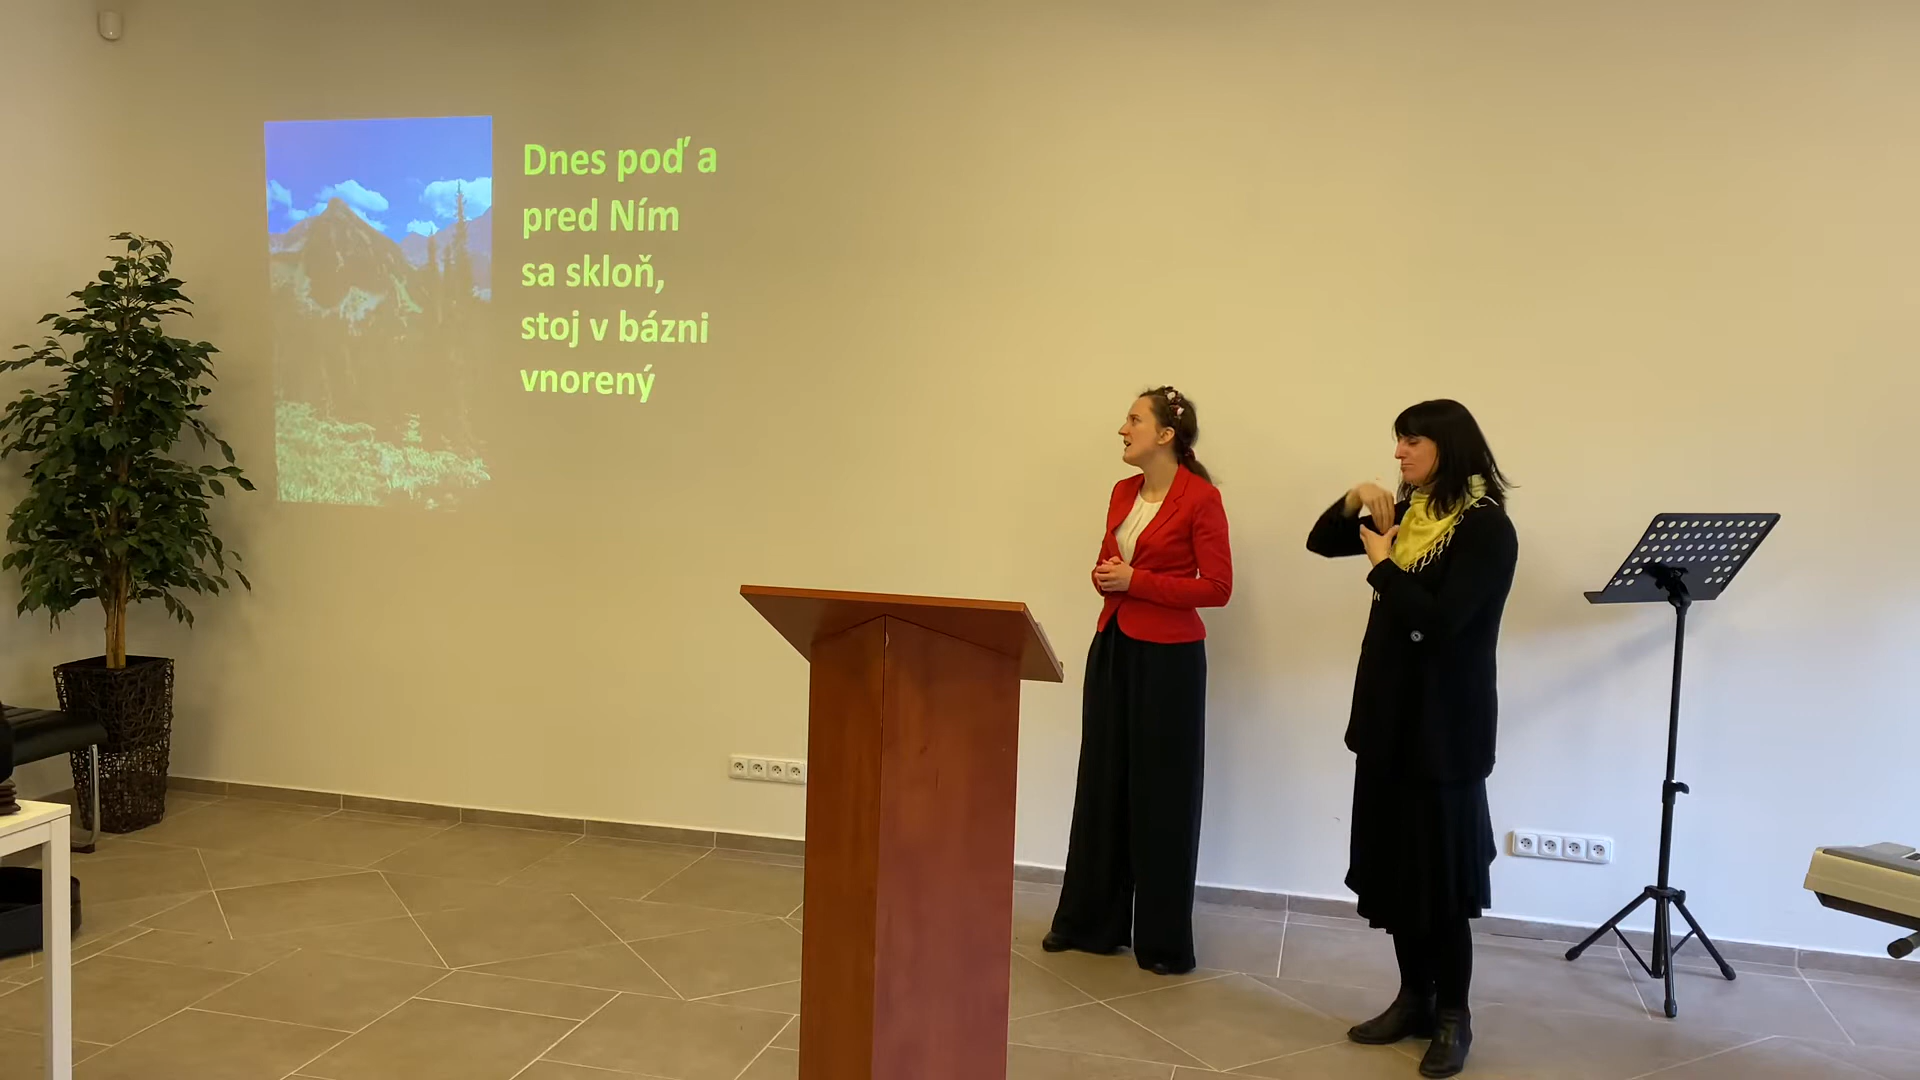 Dnes poď a
pred Ním
sa skloň,
stoj v bázni
vnorený